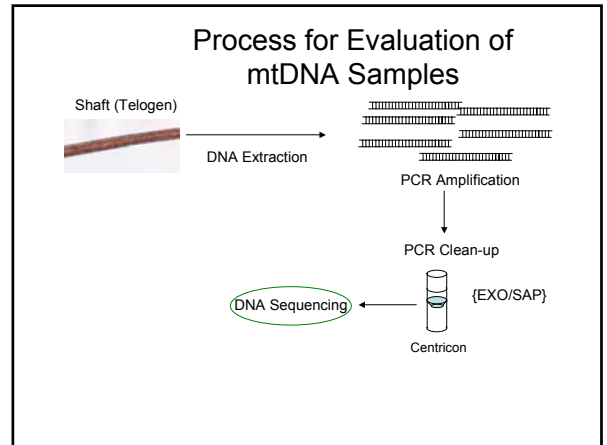 Process for Evaluation of
mtDNA Samples
Shaft (Telogen)
DNA Extraction
PCR Amplification
PCR Clean-up
{EXO/SAP}
DNA Sequencing
Centricon